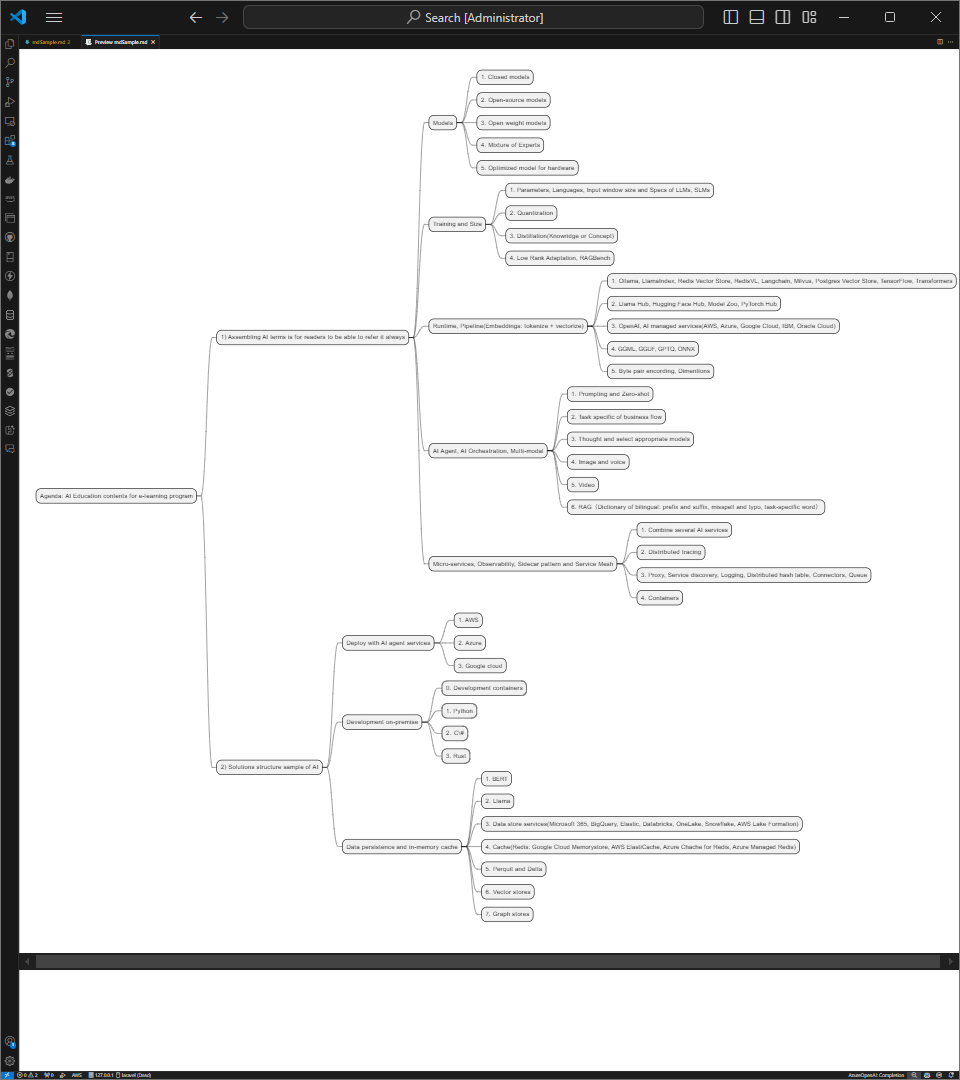 Search [Administrator]
mdSample.md 2
Preview mdSample.md
Agenda: AI Education contents for e-learning program
1) Assembling AI terms is for readers to be able to refer it always
Models
1. Closed models
2. Open-source models
3. Open weight models
4. Mixture of Experts
5. Optimized model for hardware
Training and Size
1. Parameters, Languages, Input window size and Specs of LLMs, SLMs
2. Quantization
3. Distillation(Knowridge or Concept)
4. Low Rank Adaptation, RAGBench
Runtime, Pipeline(Embeddings: tokenize + vectorize)
1. Ollama, LlamaIndex, Redis Vector Store, RedisVL, Langchain, Milvus, Postgres Vector Store, TensorFlow, Transformers
2. Llama Hub, Hugging Face Hub, Model Zoo, PyTorch Hub
3. OpenAI, AI managed services(AWS, Azure, Google Cloud, IBM, Oracle Cloud)
4. GGML, GGUF, GPTQ, ONNX
5. Byte pair encording, Dimentions
AI Agent, AI Orchestration, Multi-modal
1. Prompting and Zero-shot
2. Task specific of business flow
3. Thought and select appropriate models
4. Image and voice
5. Video
6. RAG（Dictionary of bilingual: prefix and suffix, misspell and typo, task-specific word）
Micro-services, Observability, Sidecar pattern and Service Mesh
1. Combine several AI services
2. Distributed tracing
3. Proxy, Service discovery, Logging, Distributed hash table, Connectors, Queue
4. Containers
2) Solutions structure sample of AI
Deploy with AI agent services
1. AWS
2. Azure
3. Google cloud
Development on-premise
0. Development containers
1. Python
2. C\#
3. Rust
Data persistence and in-memory cache
1. BERT
2. Llama
3. Data store services(Microsoft 365, BigQuery, Elastic, Databricks, OneLake, Snowflake, AWS Lake Formation)
4. Cache(Redis: Google Cloud Memorystore, AWS ElastiCache, Azure Chache for Redis, Azure Managed Redis)
5. Perquit and Delta
6. Vector stores
7. Graph stores
0 2 0 AWS 127.0.0.1 laravel (Dead) AzureOpenAI: Completion